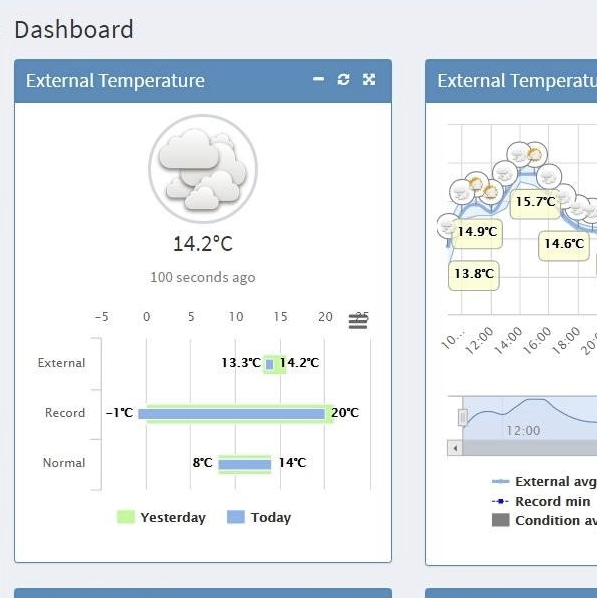 Dashboard
External Temperature
14.2°C
100 seconds ago
-5 0 5 10 15 20 25
External 13.3°C 14.2°C
Record -1°C 20°C
Normal 8°C 14°C
Yesterday Today
External Temperatu
15.7°C
14.9°C
14.6°C
13.8°C
10... 12:00 14:00 16:00 18:00 20:
12:00
External avg
Record min
Condition av